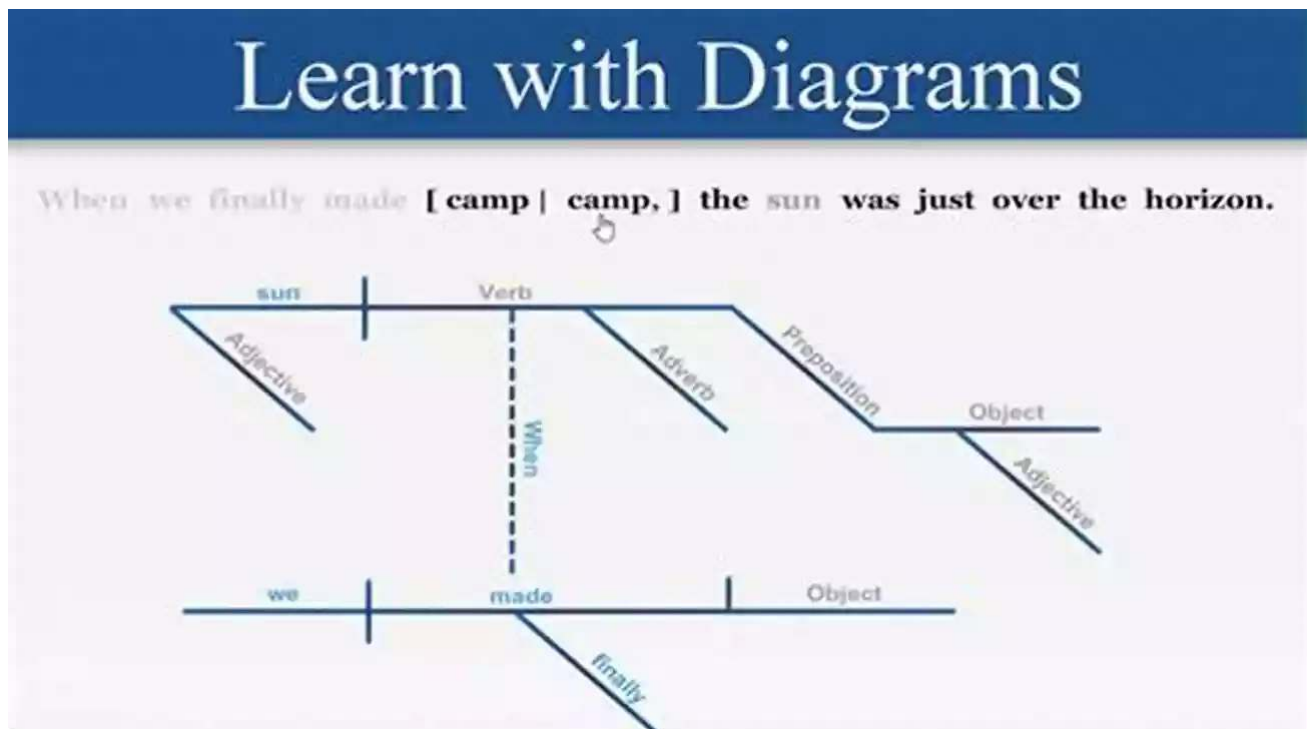 Learn with Diagrams
When we finally made [ camp | camp, ] the sun was just over the horizon.
sun
Verb
Adjective
Adverb
Preposition
Object
Adjective
When
we
made
Object
finally